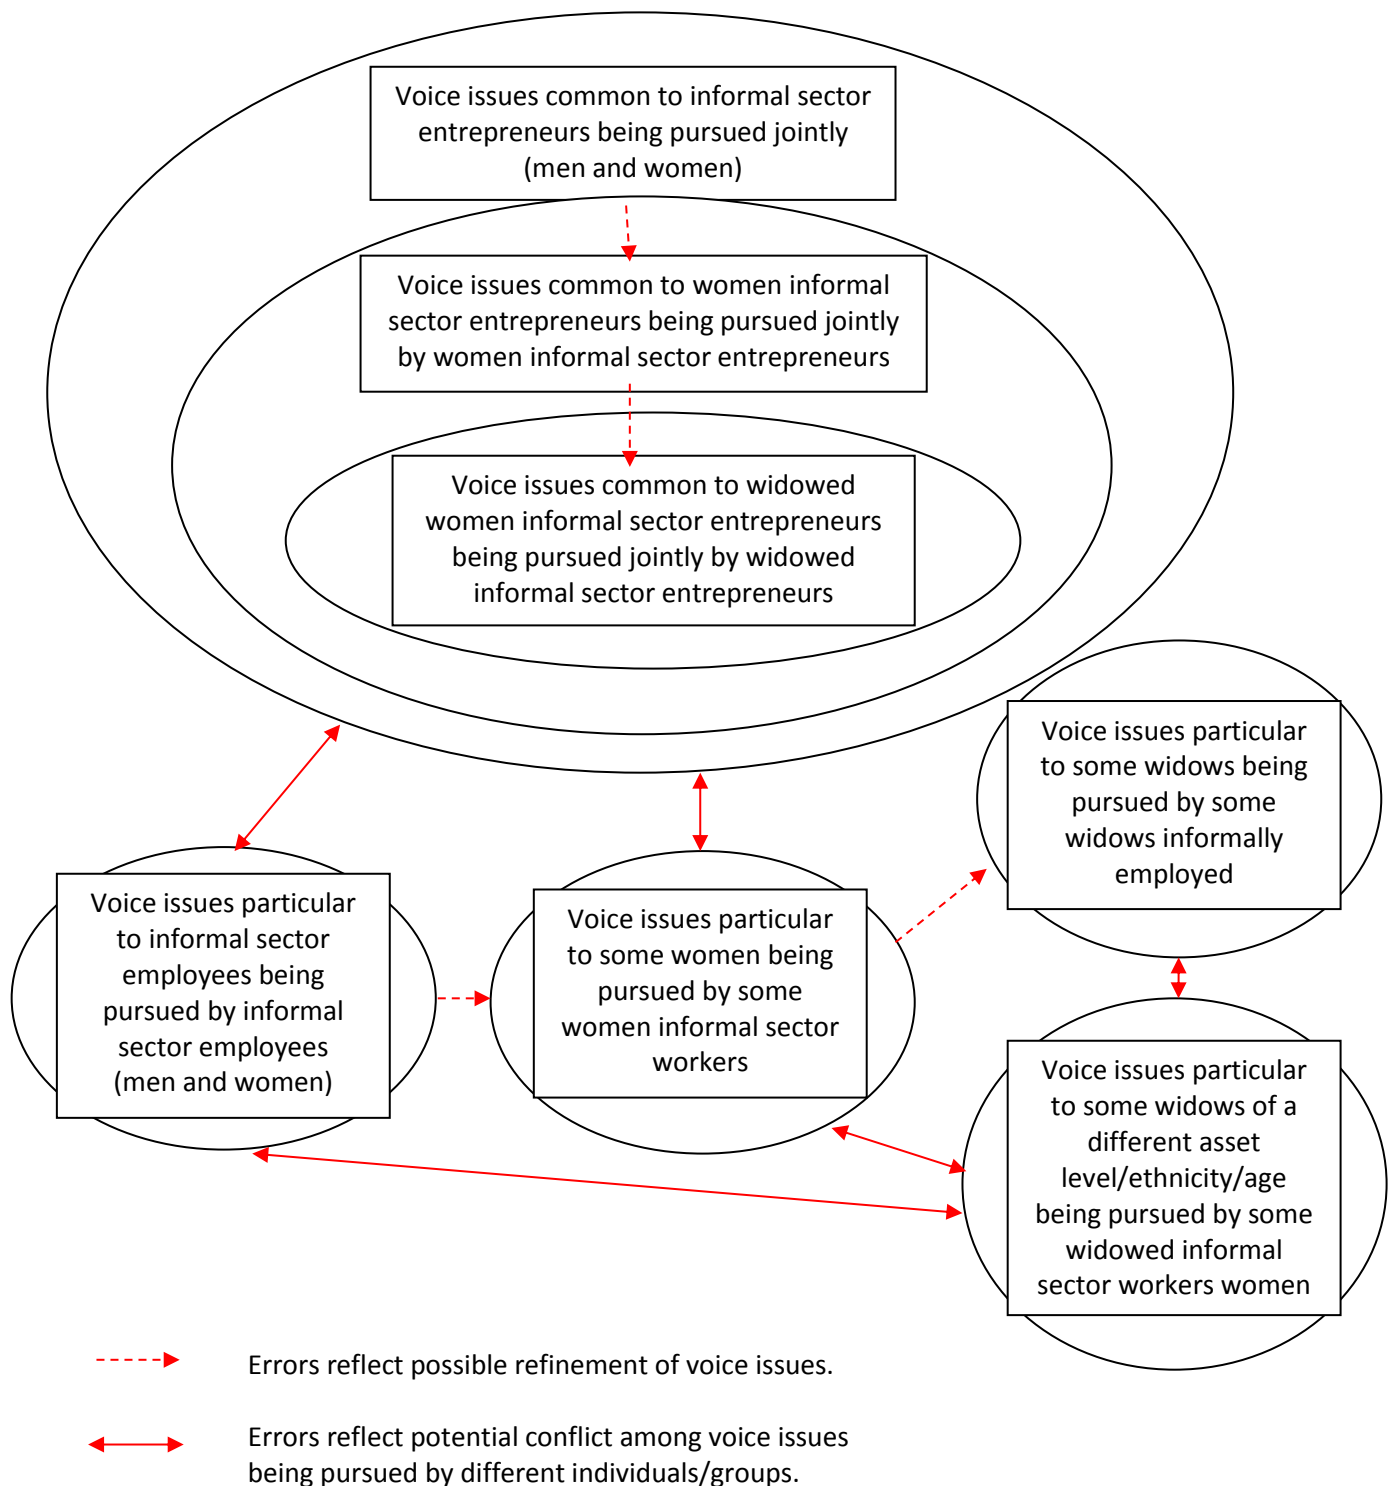 Voice issues common to informal sector
entrepreneurs being pursued jointly
(men and women)
Voice issues common to women informal
sector entrepreneurs being pursued jointly
by women informal sector entrepreneurs
Voice issues common to widowed
women informal sector entrepreneurs
being pursued jointly by widowed
informal sector entrepreneurs
Voice issues particular
to some widows being
pursued by some
widows informally
employed
Voice issues particular
to informal sector
employees being
pursued by informal
sector employees
(men and women)
Voice issues particular
to some women being
pursued by some
women informal sector
workers
Voice issues particular
to some widows of a
different asset
level/ethnicity/age
being pursued by some
widowed informal
sector workers women
Errors reflect possible refinement of voice issues.
Errors reflect potential conflict among voice issues
being pursued by different individuals/groups.